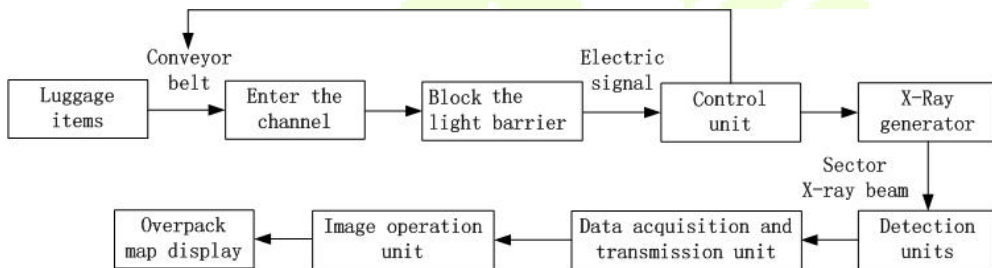 Conveyor
belt
Electric
signal
Luggage
items
Enter the
channel
Block the
light barrier
Control
unit
X-Ray
generator
Sector
X-ray beam
Overpack
map display
Image operation
unit
Data acquisition and
transmission unit
Detection
units